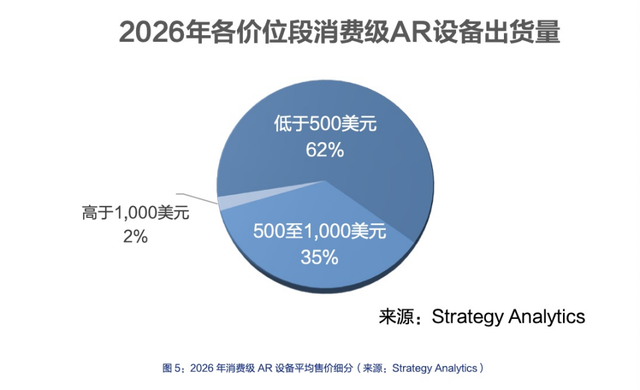 2026年各价位段消费级AR设备出货量
低于500美元
62%
高于1,000美元
2%
500至1,000美元
35%
来源：Strategy Analytics
图 5：2026 年消费级 AR 设备平均售价细分（来源：Strategy Analytics）